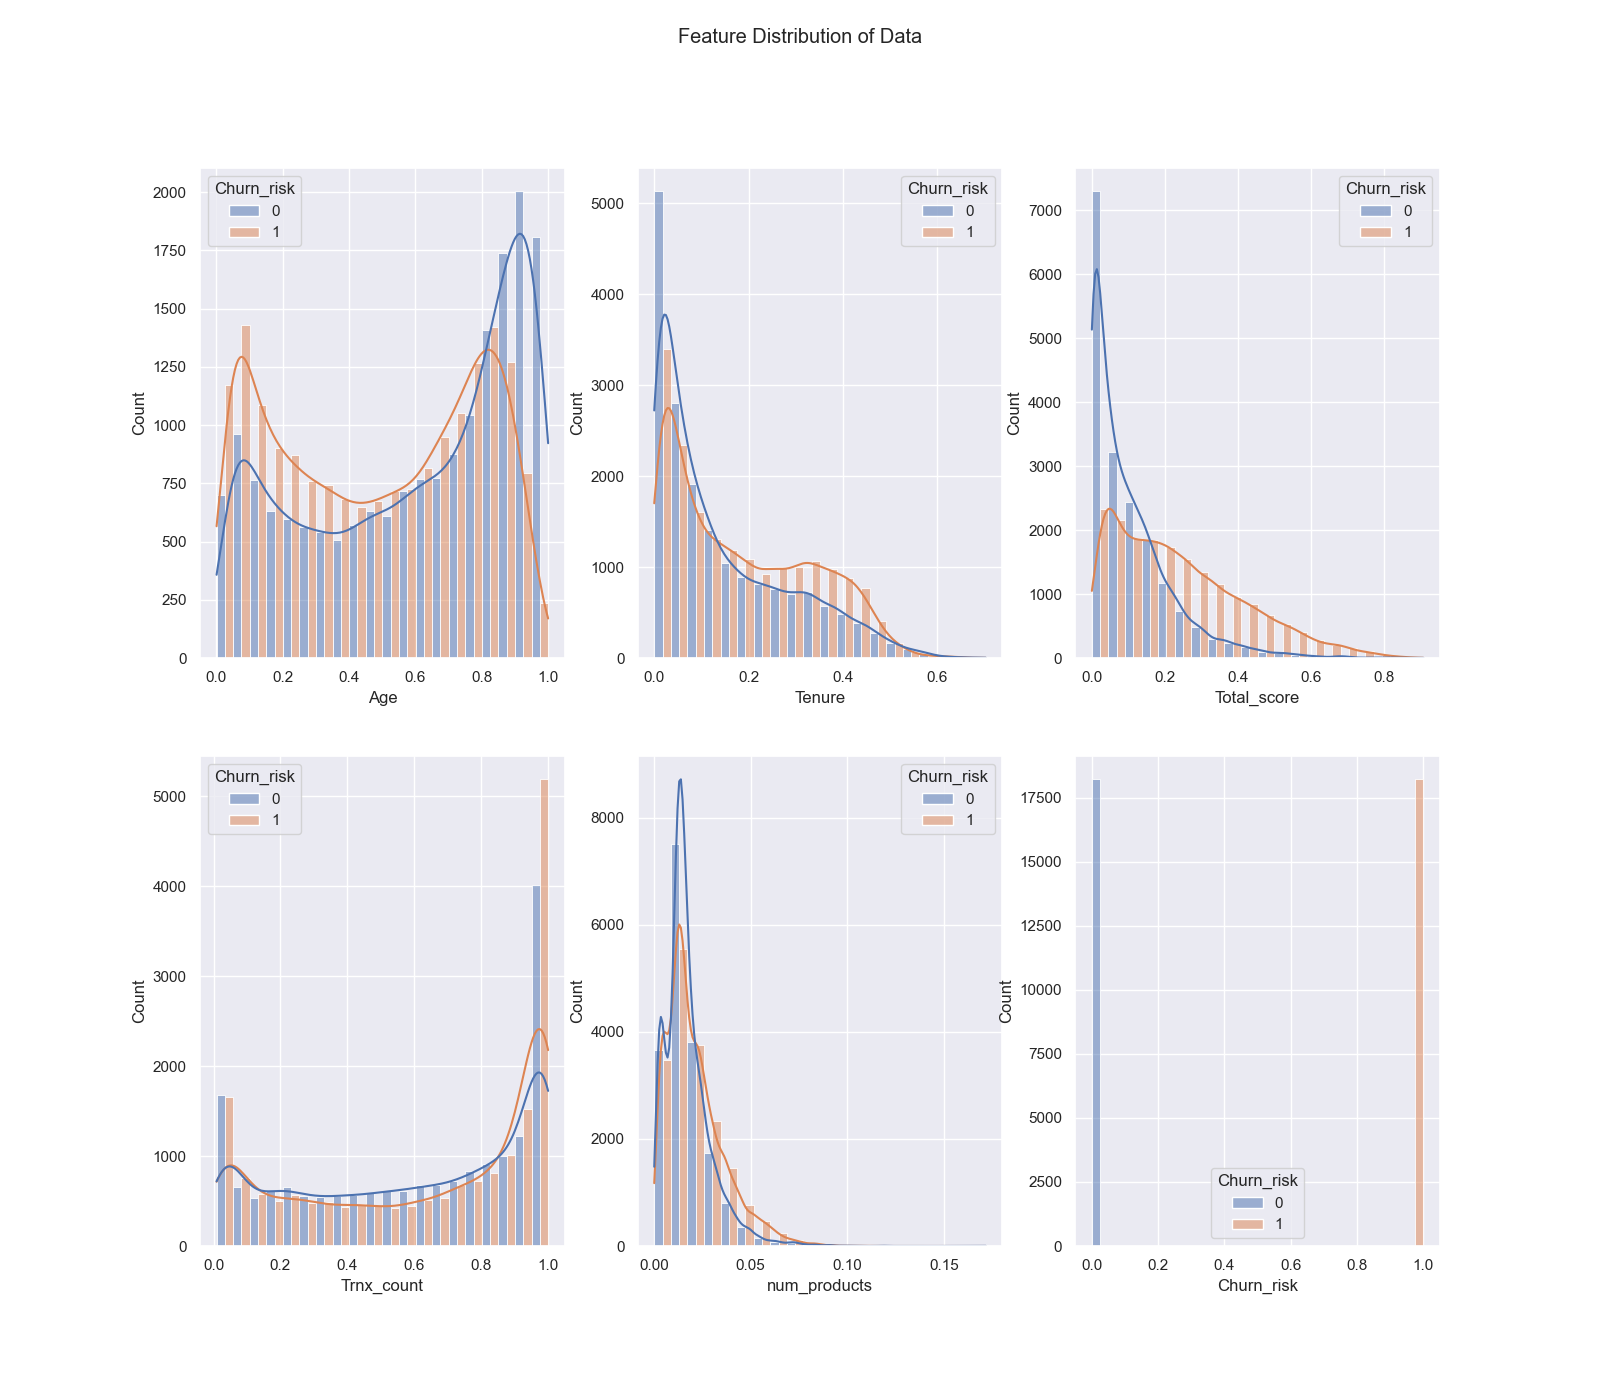 Feature Distribution of Data
Churn_risk
0
1
2000
1750
1500
1250
1000
750
500
250
0
Count
0.0 0.2 0.4 0.6 0.8 1.0
Age
Churn_risk
0
1
5000
4000
3000
2000
1000
0
Count
0.0 0.2 0.4 0.6
Tenure
Churn_risk
0
1
7000
6000
5000
4000
3000
2000
1000
0
Count
0.0 0.2 0.4 0.6 0.8
Total_score
Churn_risk
0
1
5000
4000
3000
2000
1000
0
Count
0.0 0.2 0.4 0.6 0.8 1.0
Trnx_count
Churn_risk
0
1
8000
6000
4000
2000
0
Count
0.00 0.05 0.10 0.15
num_products
17500
15000
12500
10000
7500
5000
2500
0
Count
Churn_risk
0
1
0.0 0.2 0.4 0.6 0.8 1.0
Churn_risk